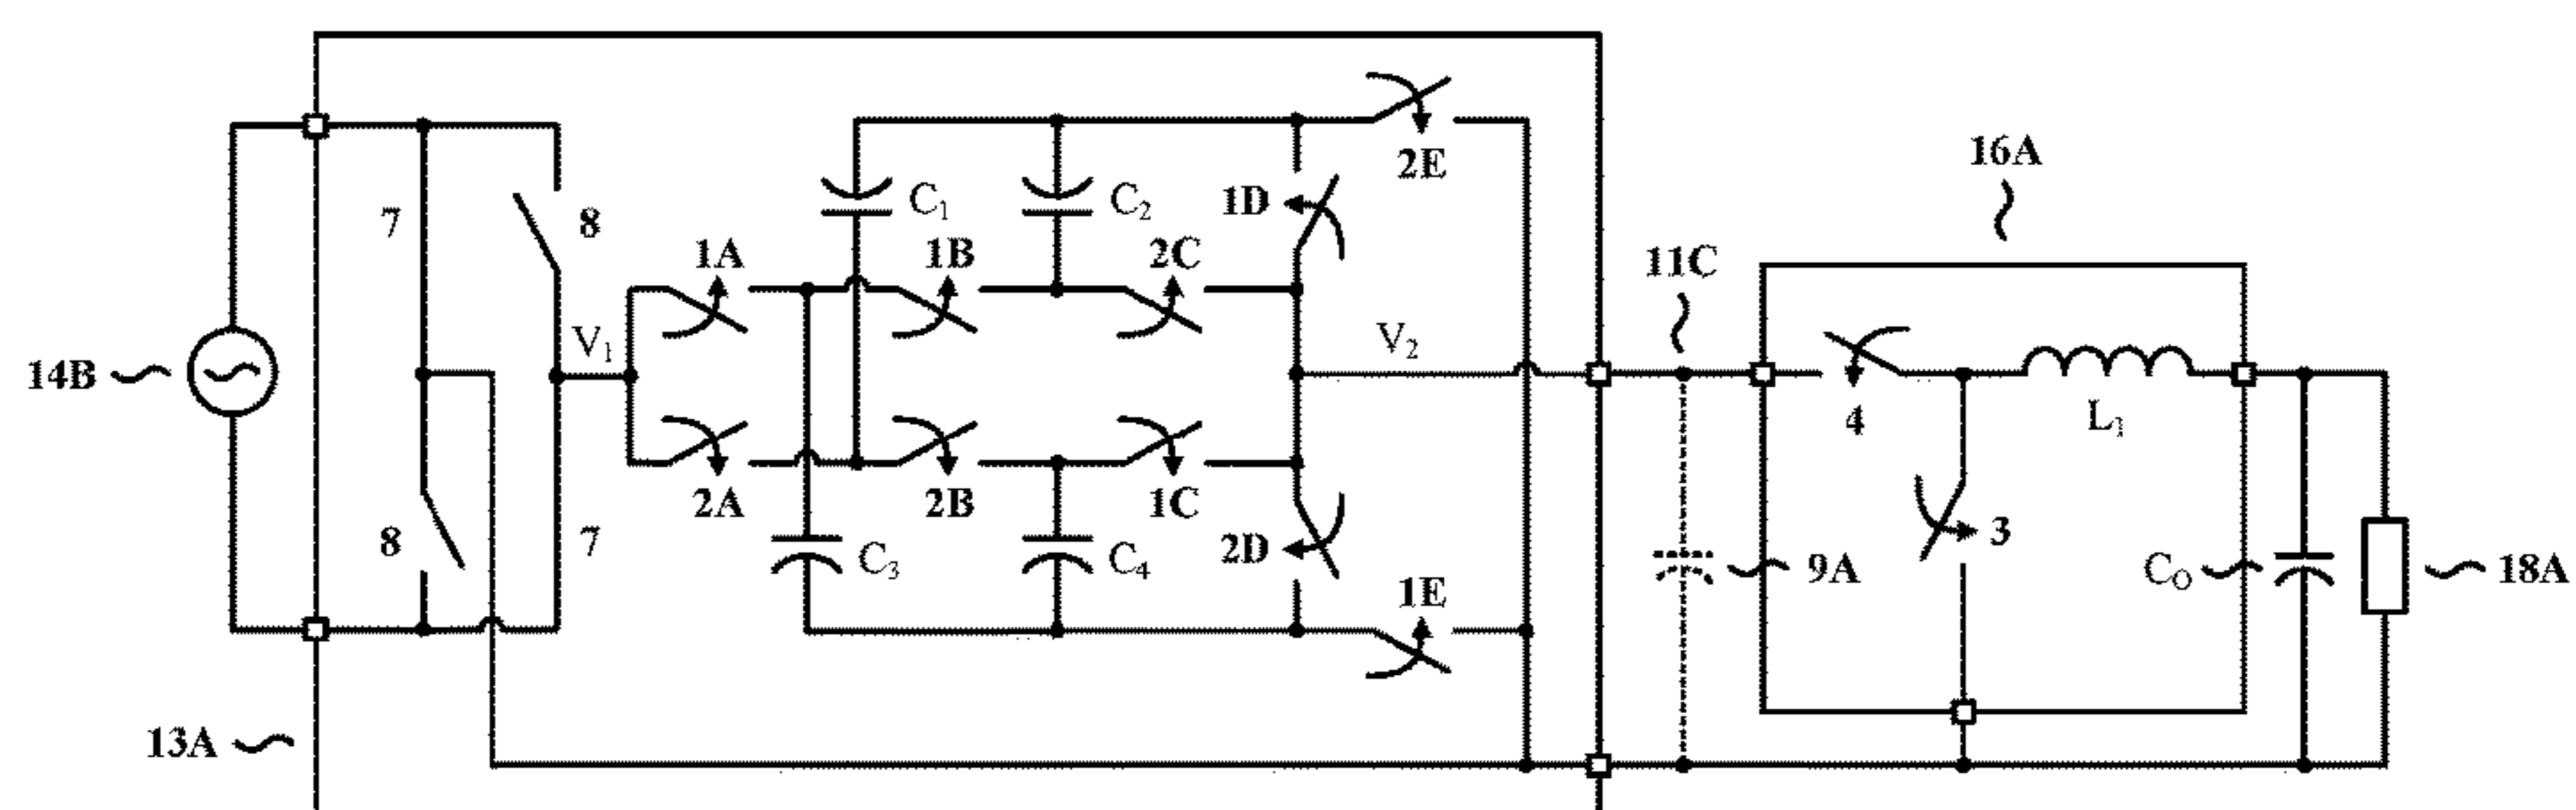 2E
16A
7
8
C₁
C₂
1D
1A
1B
2C
11C
14B
V₁
V₂
4
L₁
2A
2B
1C
8
7
C₃
C₄
2D
3
1E
9A
C_O
18A
13A